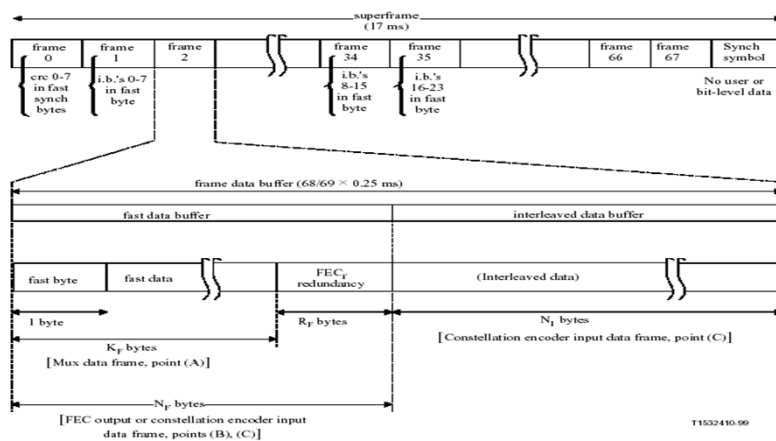 superframe
(17 ms)
frame 0
frame 1
frame 2
frame 34
frame 35
frame 66
frame 67
Synch symbol
crc 0-7
in fast
synch
bytes
i.b.'s 0-7
in fast
byte
i.b.'s
8-15
in fast
byte
i.b.'s
16-23
in fast
byte
No user or
bit-level data
frame data buffer (68/69 × 0.25 ms)
fast data buffer
interleaved data buffer
fast byte
fast data
FECf
redundancy
(Interleaved data)
1 byte
RF bytes
NI bytes
[Constellation encoder input data frame, point (C)]
KF bytes
[Mux data frame, point (A)]
NF bytes
[FEC output or constellation encoder input
data frame, points (B), (C)]
T1532410-99